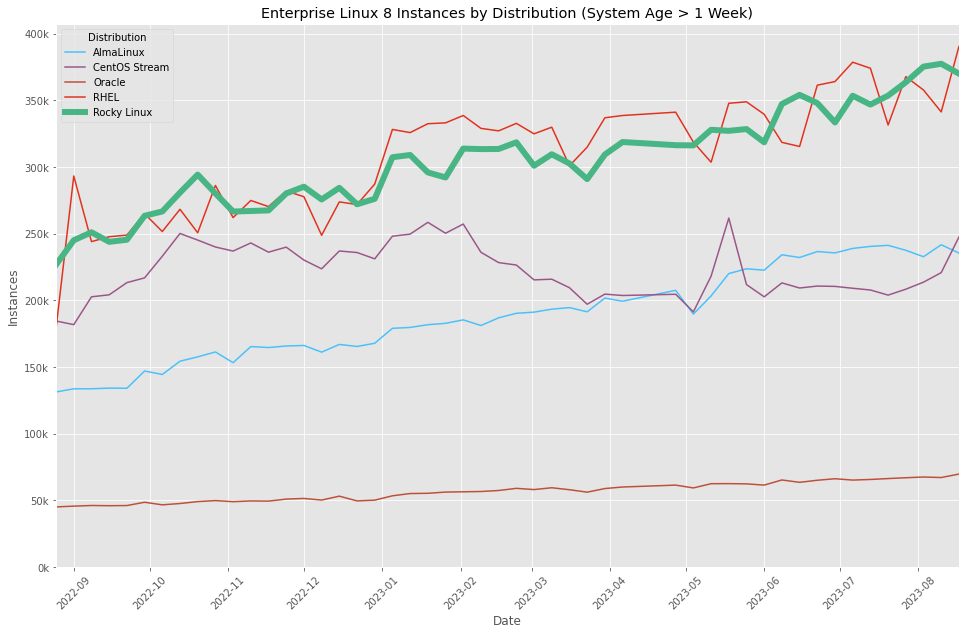 Enterprise Linux 8 Instances by Distribution (System Age > 1 Week)
Distribution
AlmaLinux
CentOS Stream
Oracle
RHEL
Rocky Linux
400k
350k
300k
250k
200k
150k
100k
50k
0k
Instances
2022-09
2022-10
2022-11
2022-12
2023-01
2023-02
2023-03
2023-04
2023-05
2023-06
2023-07
2023-08
Date